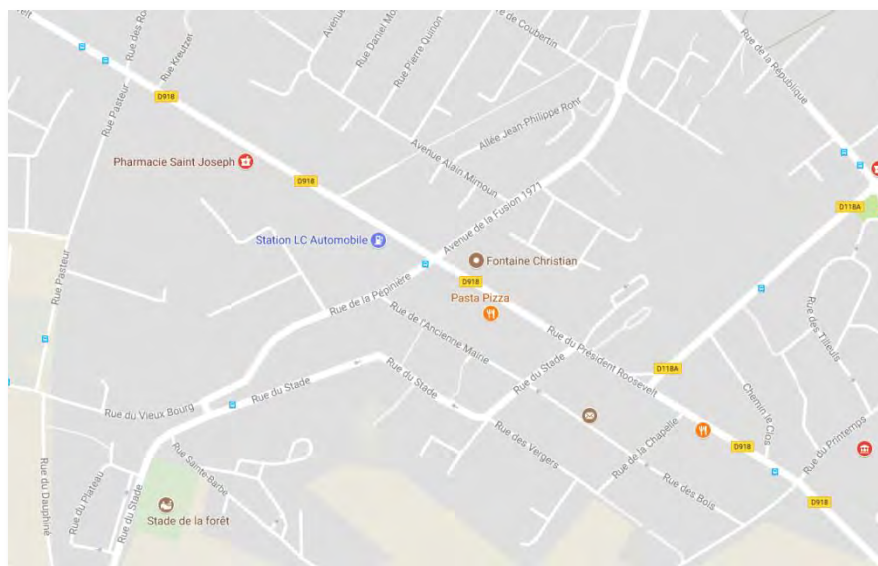 elt
Rue des Ro
Rue Kreutzer
Avenue
Rue Daniel Mo
Rue Pierre Quinon
re de Coubertin
Rue de la République
D918
Rue Pasteur
Allée Jean-Philippe Roht
Avenue Alain Mimoun
Pharmacie Saint Joseph
D918
Avenue de la Fusion 1971
D118A
Station LC Automobile
Fontaine Christian
Rue Pasteur
D918
Rue de la Pépinière
Pasta Pizza
Rue de l'Ancienne Mairie
Rue du Président Roosevelt
Rue des Tilleuls
D118A
Rue du Stade
Rue du Stade
Rue du Stade
Chemin le Clos
Rue du Vieux Bourg
Rue des Vergers
Rue de la Chapelle
Rue du Printemps
D918
Rue Sainte-Barbe
Rue des Bois
Rue du Dauphiné
Rue du Plateau
Rue du Stade
D918
Stade de la forêt